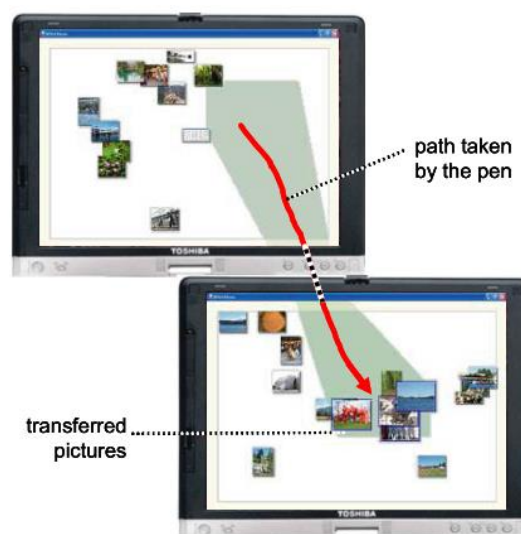 path taken
by the pen
TOSHIBA
transferred
pictures
TOSHIBA